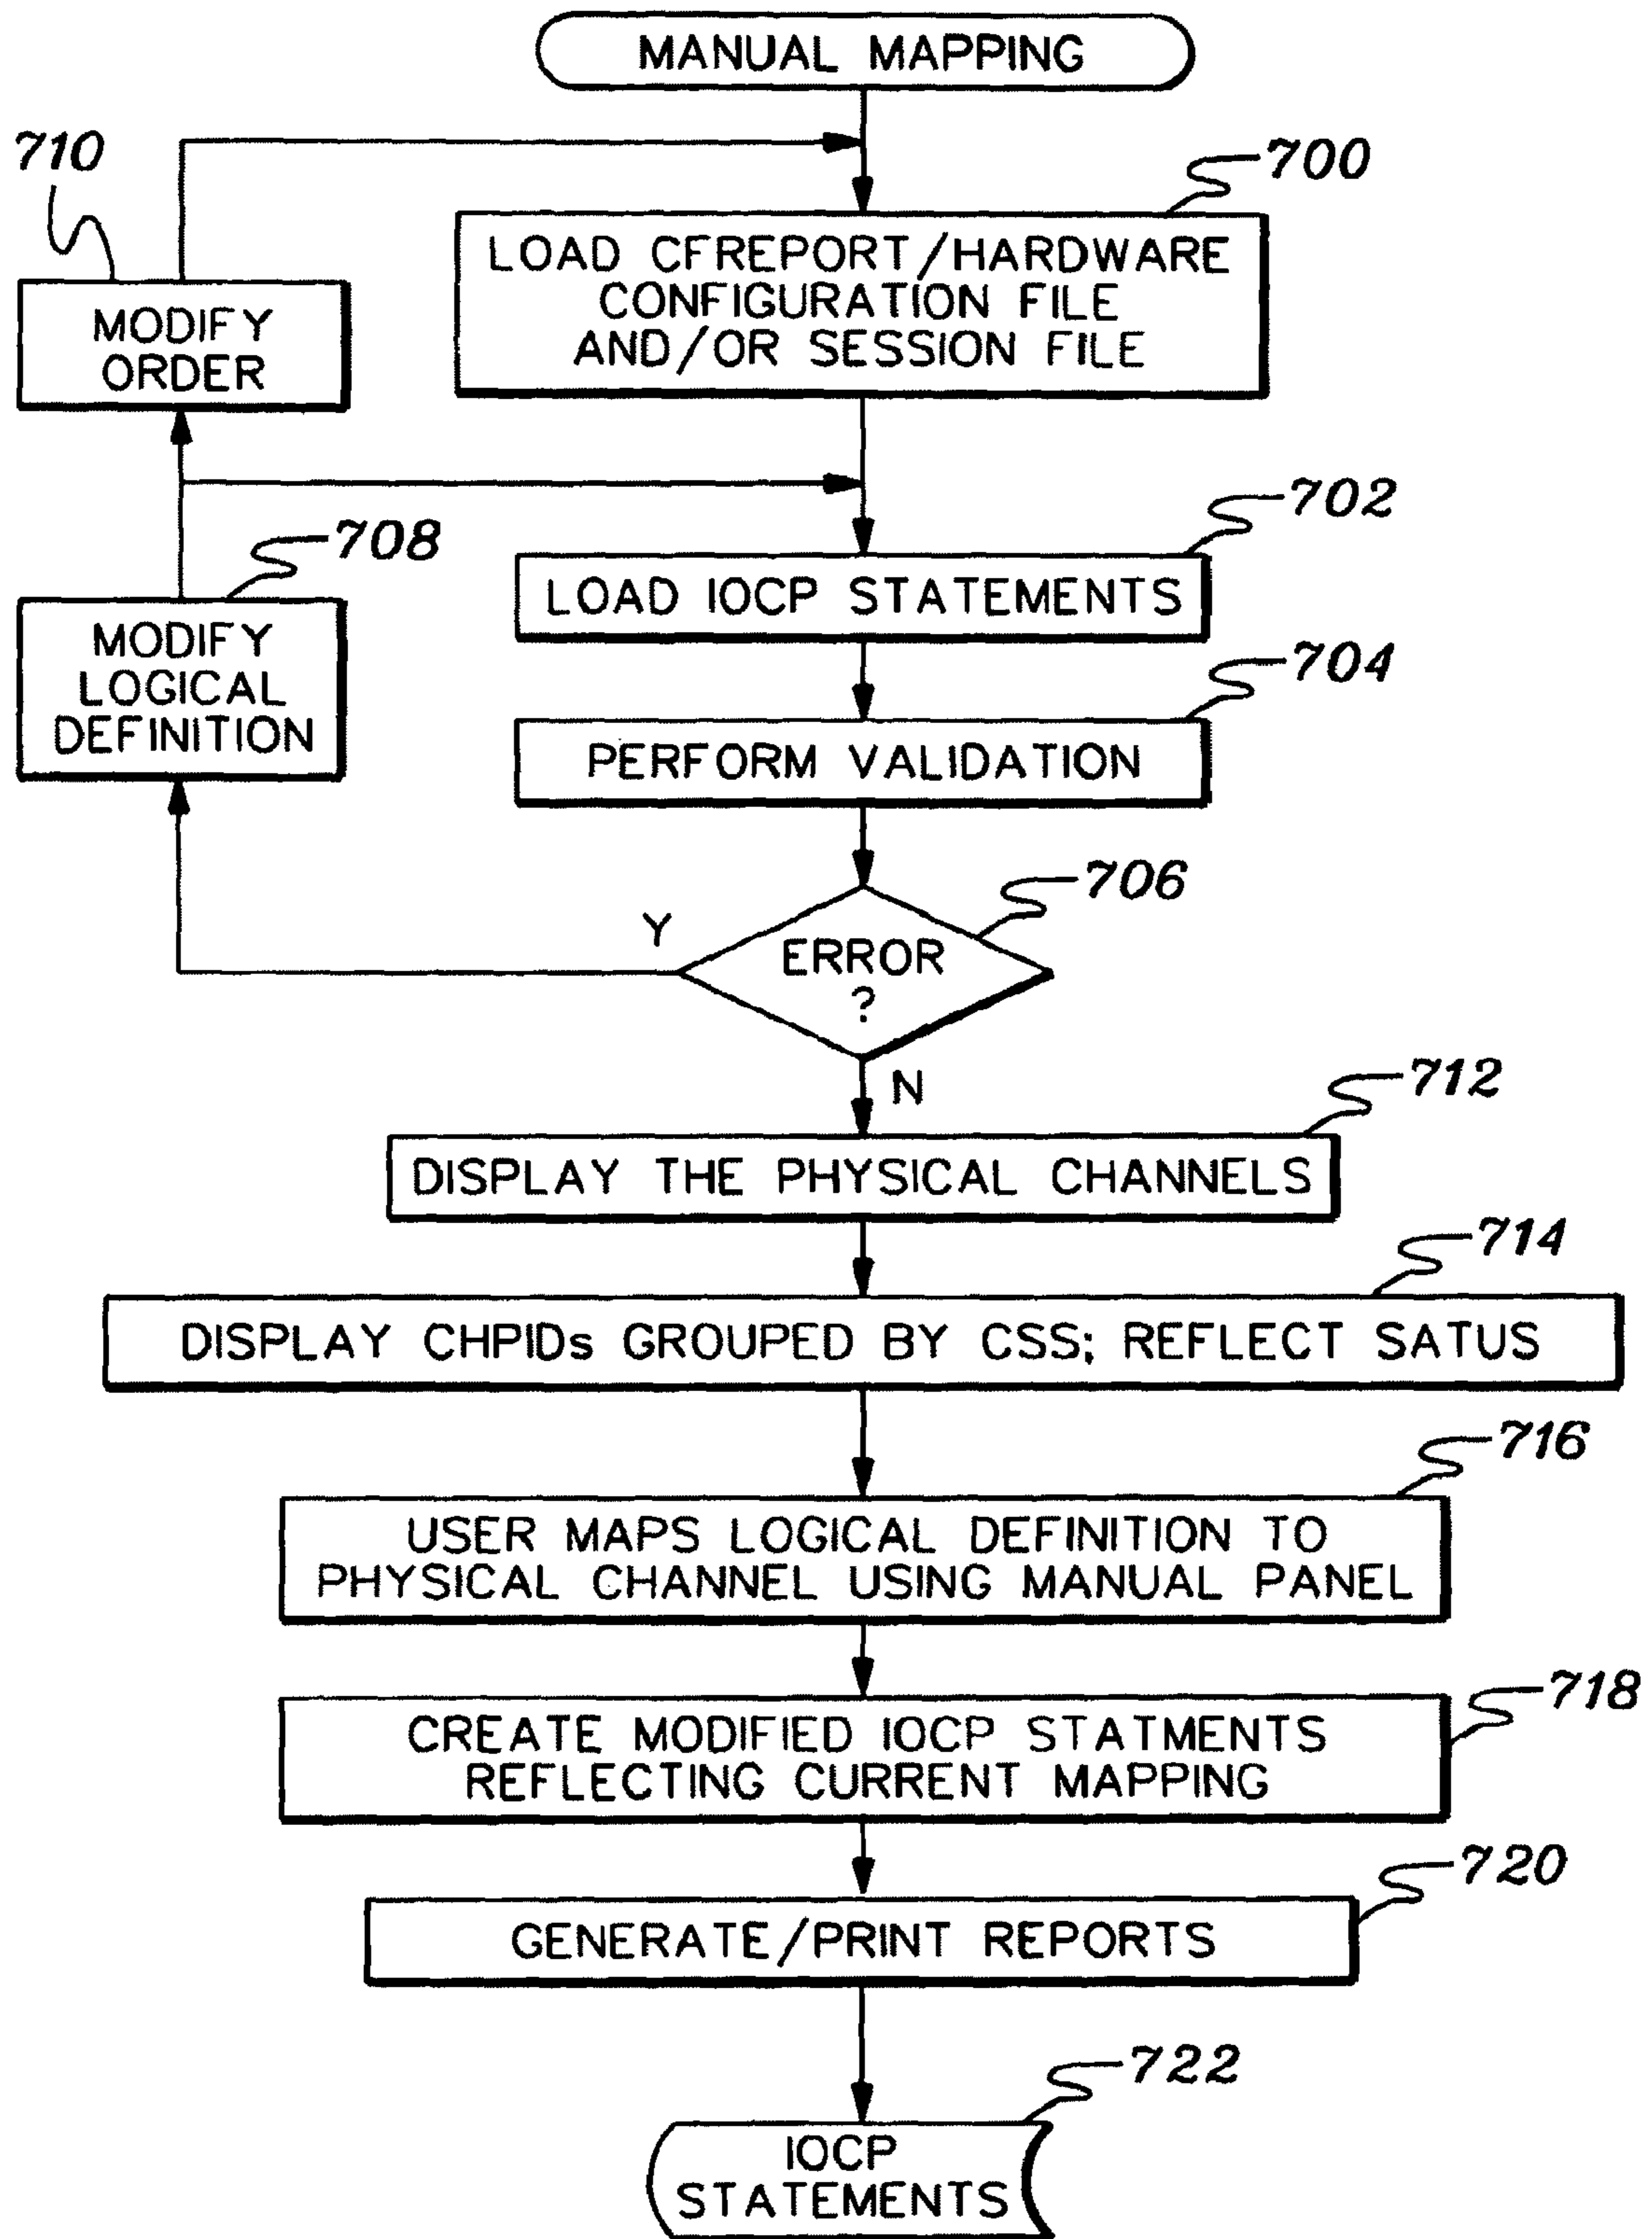 MANUAL MAPPING
710
700
LOAD CFREPORT/HARDWARE
CONFIGURATION FILE
AND/OR SESSION FILE
MODIFY
ORDER
702
708
LOAD IOCP STATEMENTS
MODIFY
LOGICAL
DEFINITION
704
PERFORM VALIDATION
706
Y
ERROR
?
N
712
DISPLAY THE PHYSICAL CHANNELS
714
DISPLAY CHPIDs GROUPED BY CSS; REFLECT SATUS
716
USER MAPS LOGICAL DEFINITION TO
PHYSICAL CHANNEL USING MANUAL PANEL
718
CREATE MODIFIED IOCP STATMENTS
REFLECTING CURRENT MAPPING
720
GENERATE/PRINT REPORTS
722
IOCP
STATEMENTS